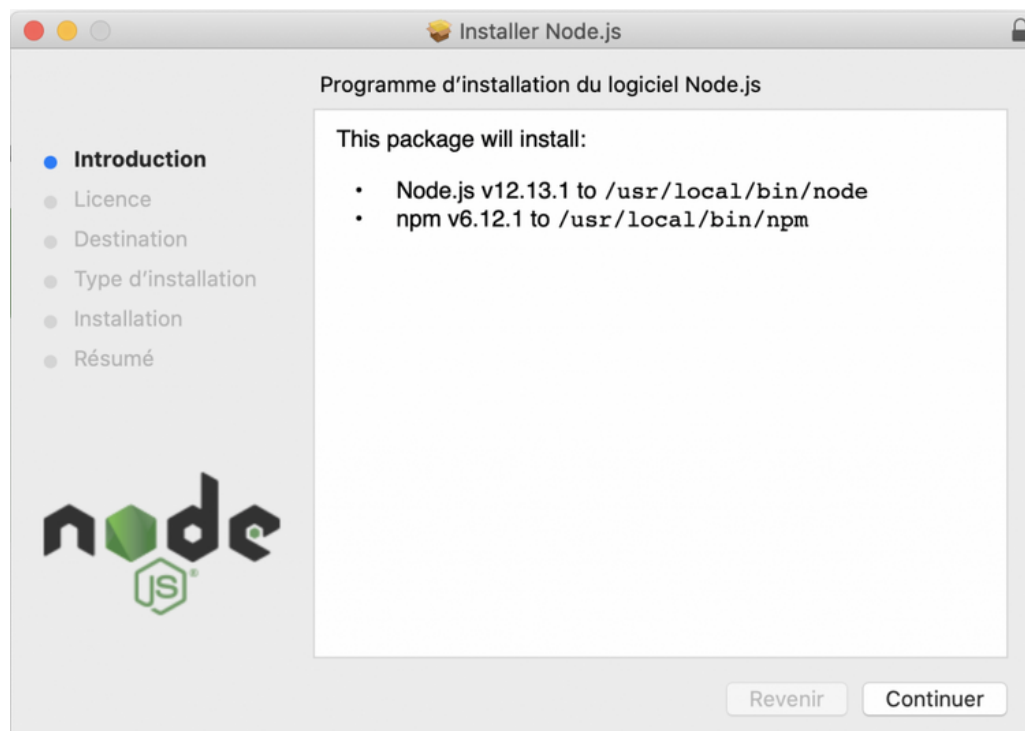 Installer Node.js
Programme d’installation du logiciel Node.js
Introduction
Licence
Destination
Type d’installation
Installation
Résumé
This package will install:
• Node.js v12.13.1 to /usr/local/bin/node
• npm v6.12.1 to /usr/local/bin/npm
node
JS®
Revenir
Continuer